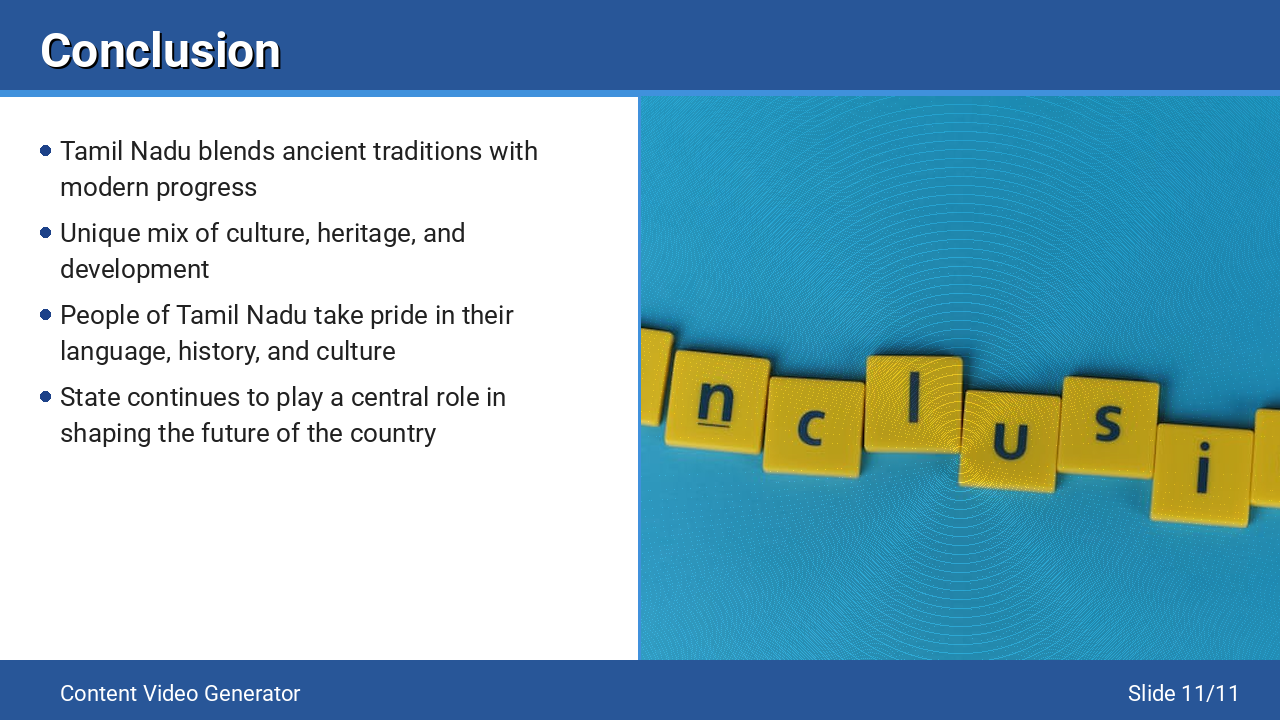 Conclusion
Tamil Nadu blends ancient traditions with
modern progress
Unique mix of culture, heritage, and
development
People of Tamil Nadu take pride in their
language, history, and culture
State continues to play a central role in
shaping the future of the country
n c l u s i
Content Video Generator
Slide 11/11